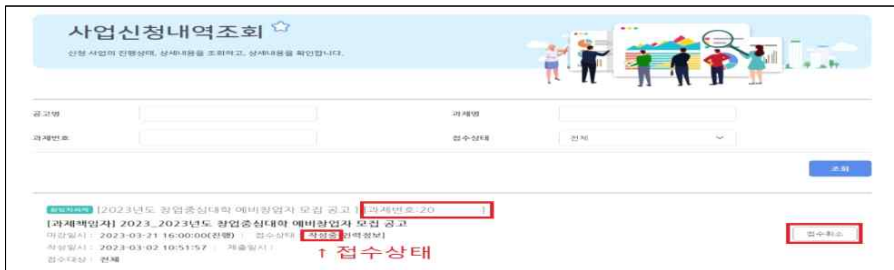 사업신청내역조회
신청 사업의 진행상태, 상세내용을 조회하고, 상세내용을 확인합니다.
공고명 과제명
과제번호 접수상태 전체
조회
[2023년도 창업중심대학 예비창업자 모집 공고 ] [과제번호:20 ]
[과제책임자] 2023_2023년도 창업중심대학 예비창업자 모집 공고
마감일시 : 2023-03-21 16:00:00(진행) 접수상태 : 작성중[입력정보] 접수취소
작성일시 : 2023-03-02 10:51:57 제출일시 :
↑ 접수상태
접수대상 : 전체